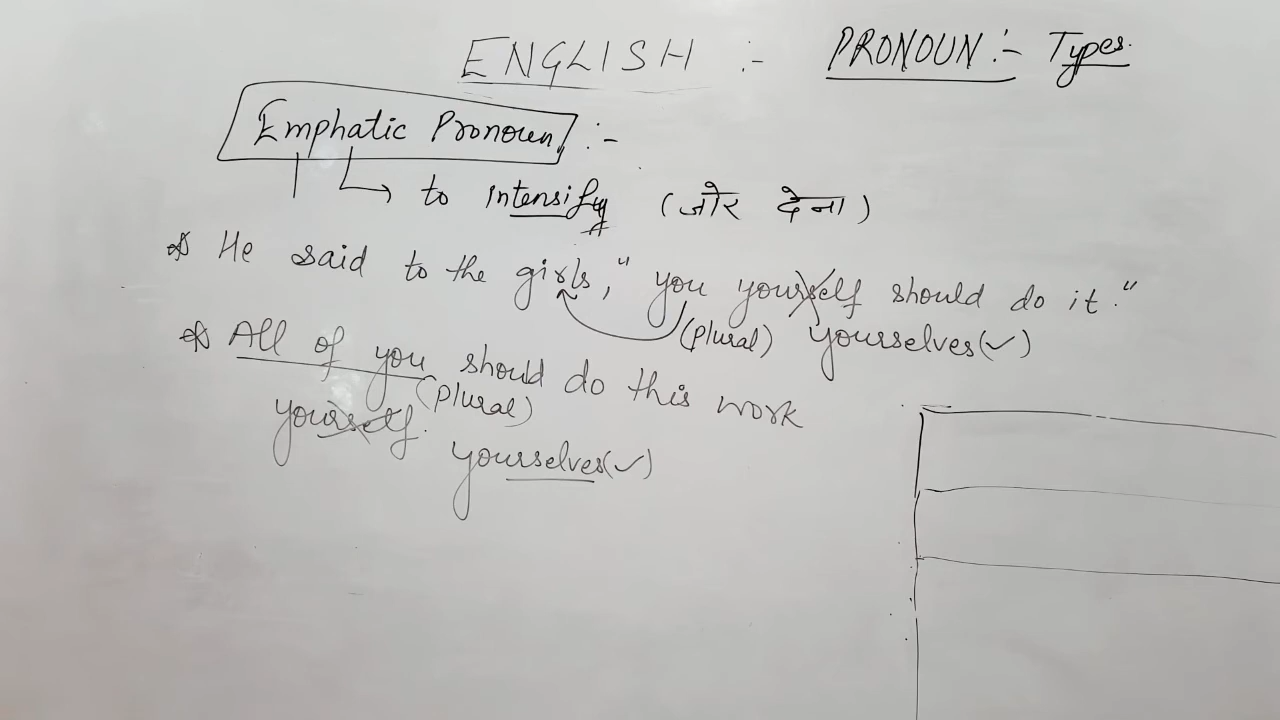 ENGLISH :- PRONOUN :- Types.
Emphatic Pronoun :-
to intensify (जोर देना)
He said to the girls, "you yourself should do it."
(plural) yourselves(✓)
All of you should do this work
(plural)
yourself.
yourselves(✓)